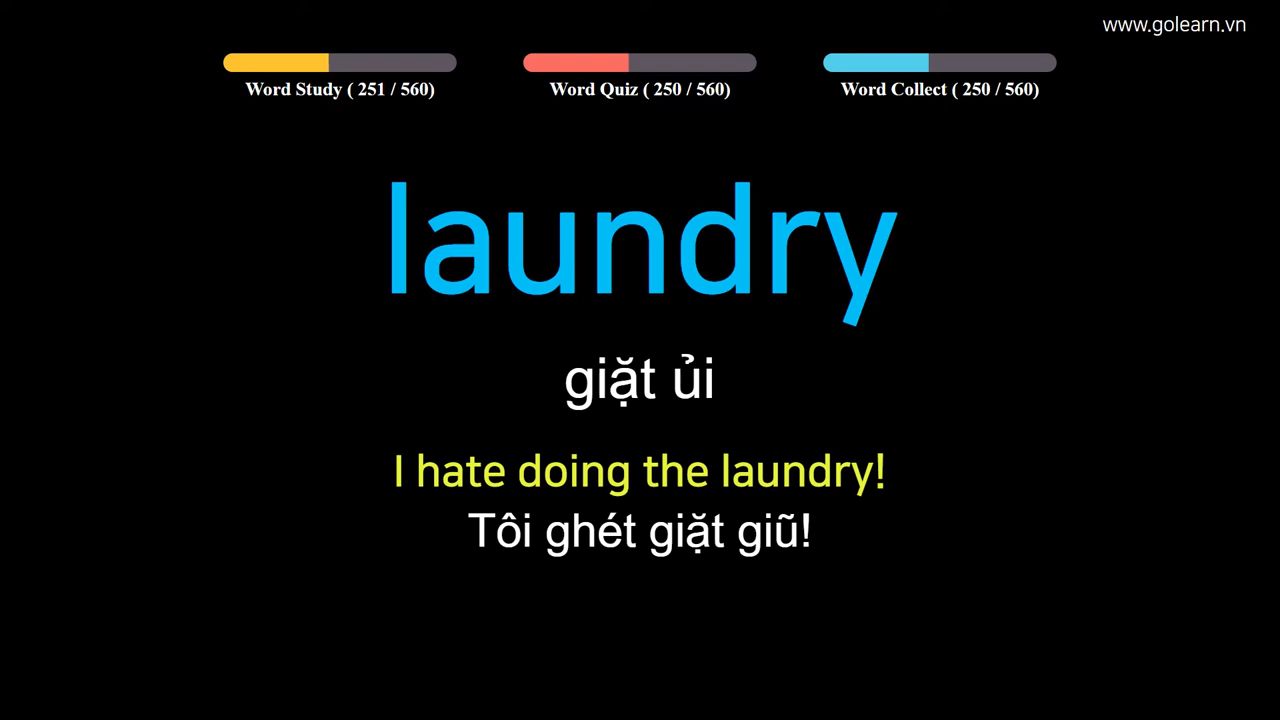 www.golearn.vn
Word Study ( 251 / 560)
Word Quiz ( 250 / 560)
Word Collect ( 250 / 560)
laundry
giặt ủi
I hate doing the laundry!
Tôi ghét giặt giũ!